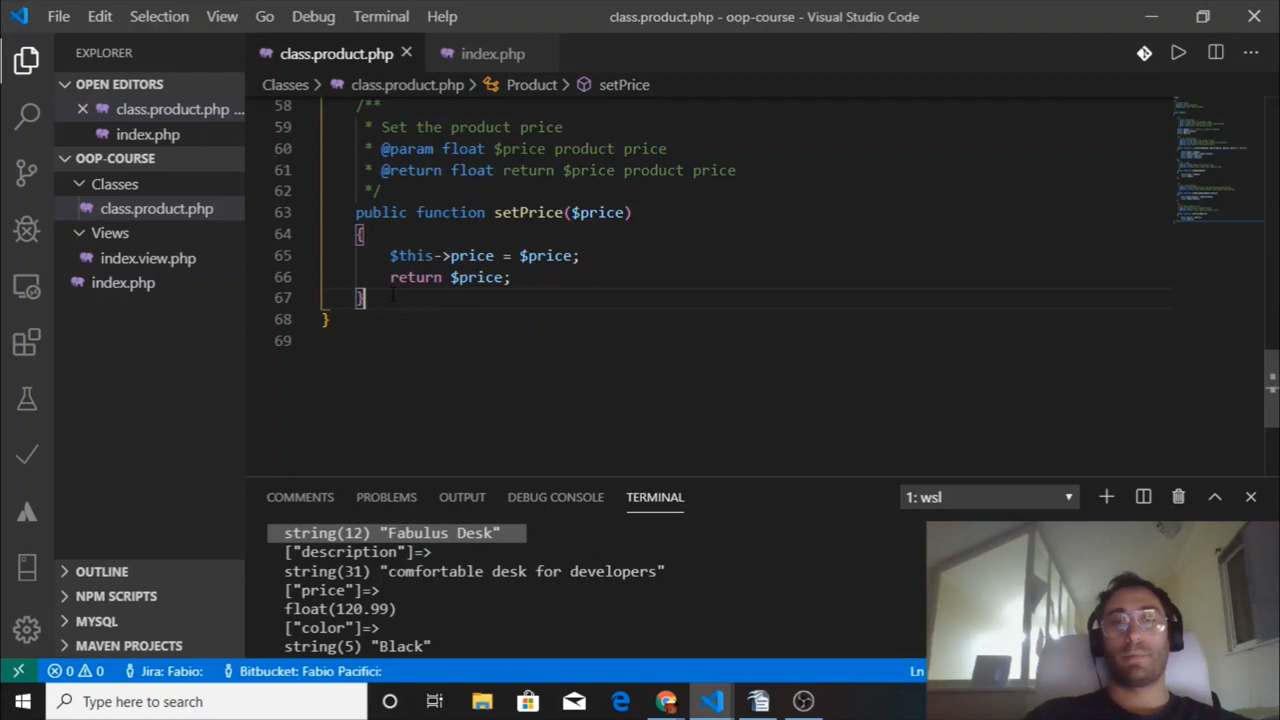 File Edit Selection View Go Debug Terminal Help class.product.php - oop-course - Visual Studio Code
EXPLORER
class.product.php
index.php
OPEN EDITORS
class.product.php ...
index.php
OOP-COURSE
Classes
class.product.php
Views
index.view.php
index.php
OUTLINE
NPM SCRIPTS
MYSQL
MAVEN PROJECTS
Classes > class.product.php > Product > setPrice
58 /**
59 * Set the product price
60 * @param float $price product price
61 * @return float return $price product price
62 */
63 public function setPrice($price)
64 {
65 $this->price = $price;
66 return $price;
67 }
68 }
69
COMMENTS PROBLEMS OUTPUT DEBUG CONSOLE TERMINAL 1: wsl
string(12) "Fabulus Desk"
["description"]=>
string(31) "comfortable desk for developers"
["price"]=>
float(120.99)
["color"]=>
string(5) "Black"
0 0 Jira: Fabio: Bitbucket: Fabio Pacifici: Ln
Type here to search